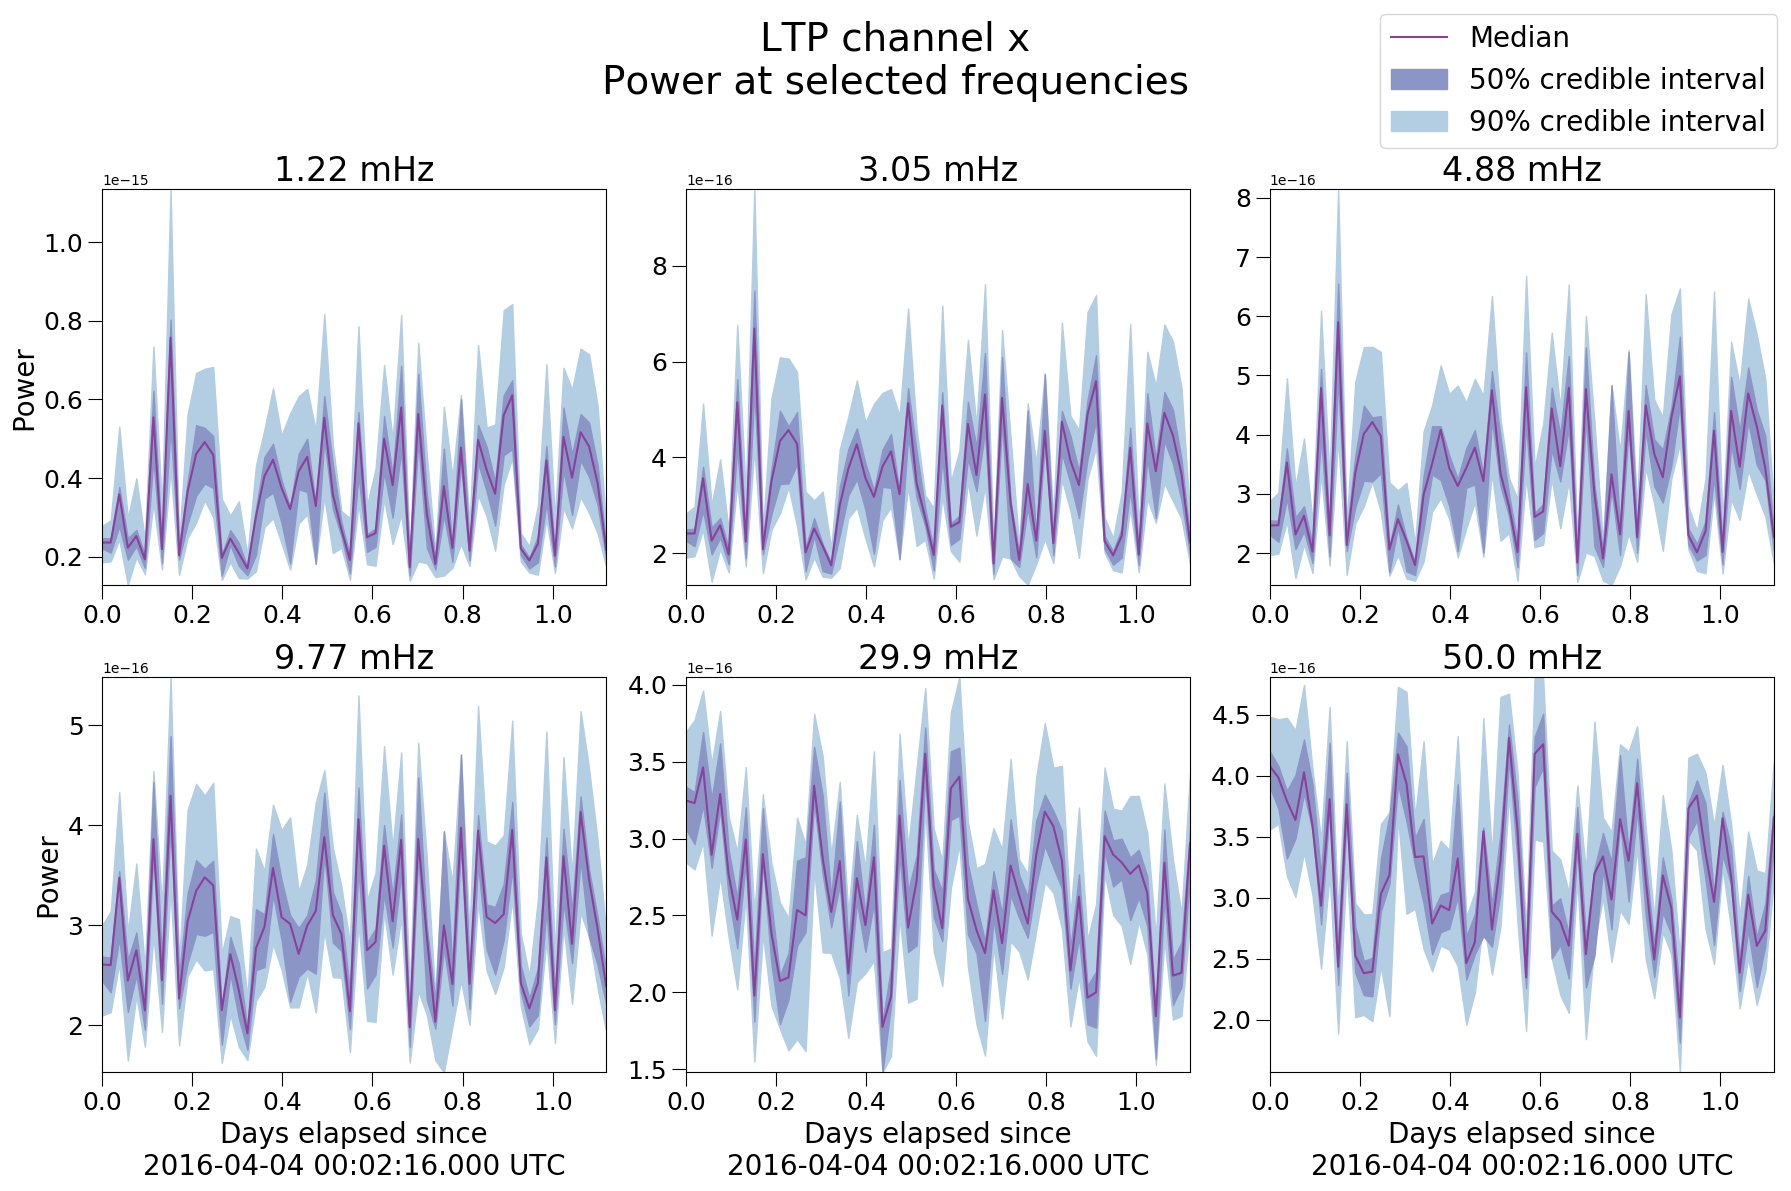 LTP channel x
Power at selected frequencies
Median
50% credible interval
90% credible interval
1.22 mHz
1e−15
Power
1.0
0.8
0.6
0.4
0.2
0.0 0.2 0.4 0.6 0.8 1.0
3.05 mHz
1e−16
8
6
4
2
0.0 0.2 0.4 0.6 0.8 1.0
4.88 mHz
1e−16
8
7
6
5
4
3
2
0.0 0.2 0.4 0.6 0.8 1.0
9.77 mHz
1e−16
Power
5
4
3
2
0.0 0.2 0.4 0.6 0.8 1.0
Days elapsed since
2016-04-04 00:02:16.000 UTC
29.9 mHz
1e−16
4.0
3.5
3.0
2.5
2.0
1.5
0.0 0.2 0.4 0.6 0.8 1.0
Days elapsed since
2016-04-04 00:02:16.000 UTC
50.0 mHz
1e−16
4.5
4.0
3.5
3.0
2.5
2.0
0.0 0.2 0.4 0.6 0.8 1.0
Days elapsed since
2016-04-04 00:02:16.000 UTC